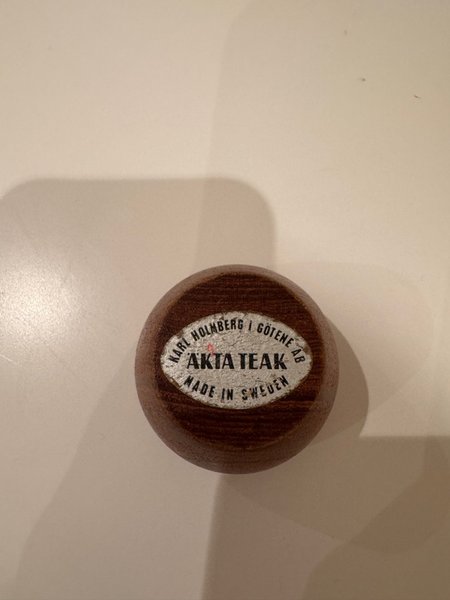 KARL HOLMBERG I GÖTENE AB
ÄKTA TEAK
MADE IN SWEDEN